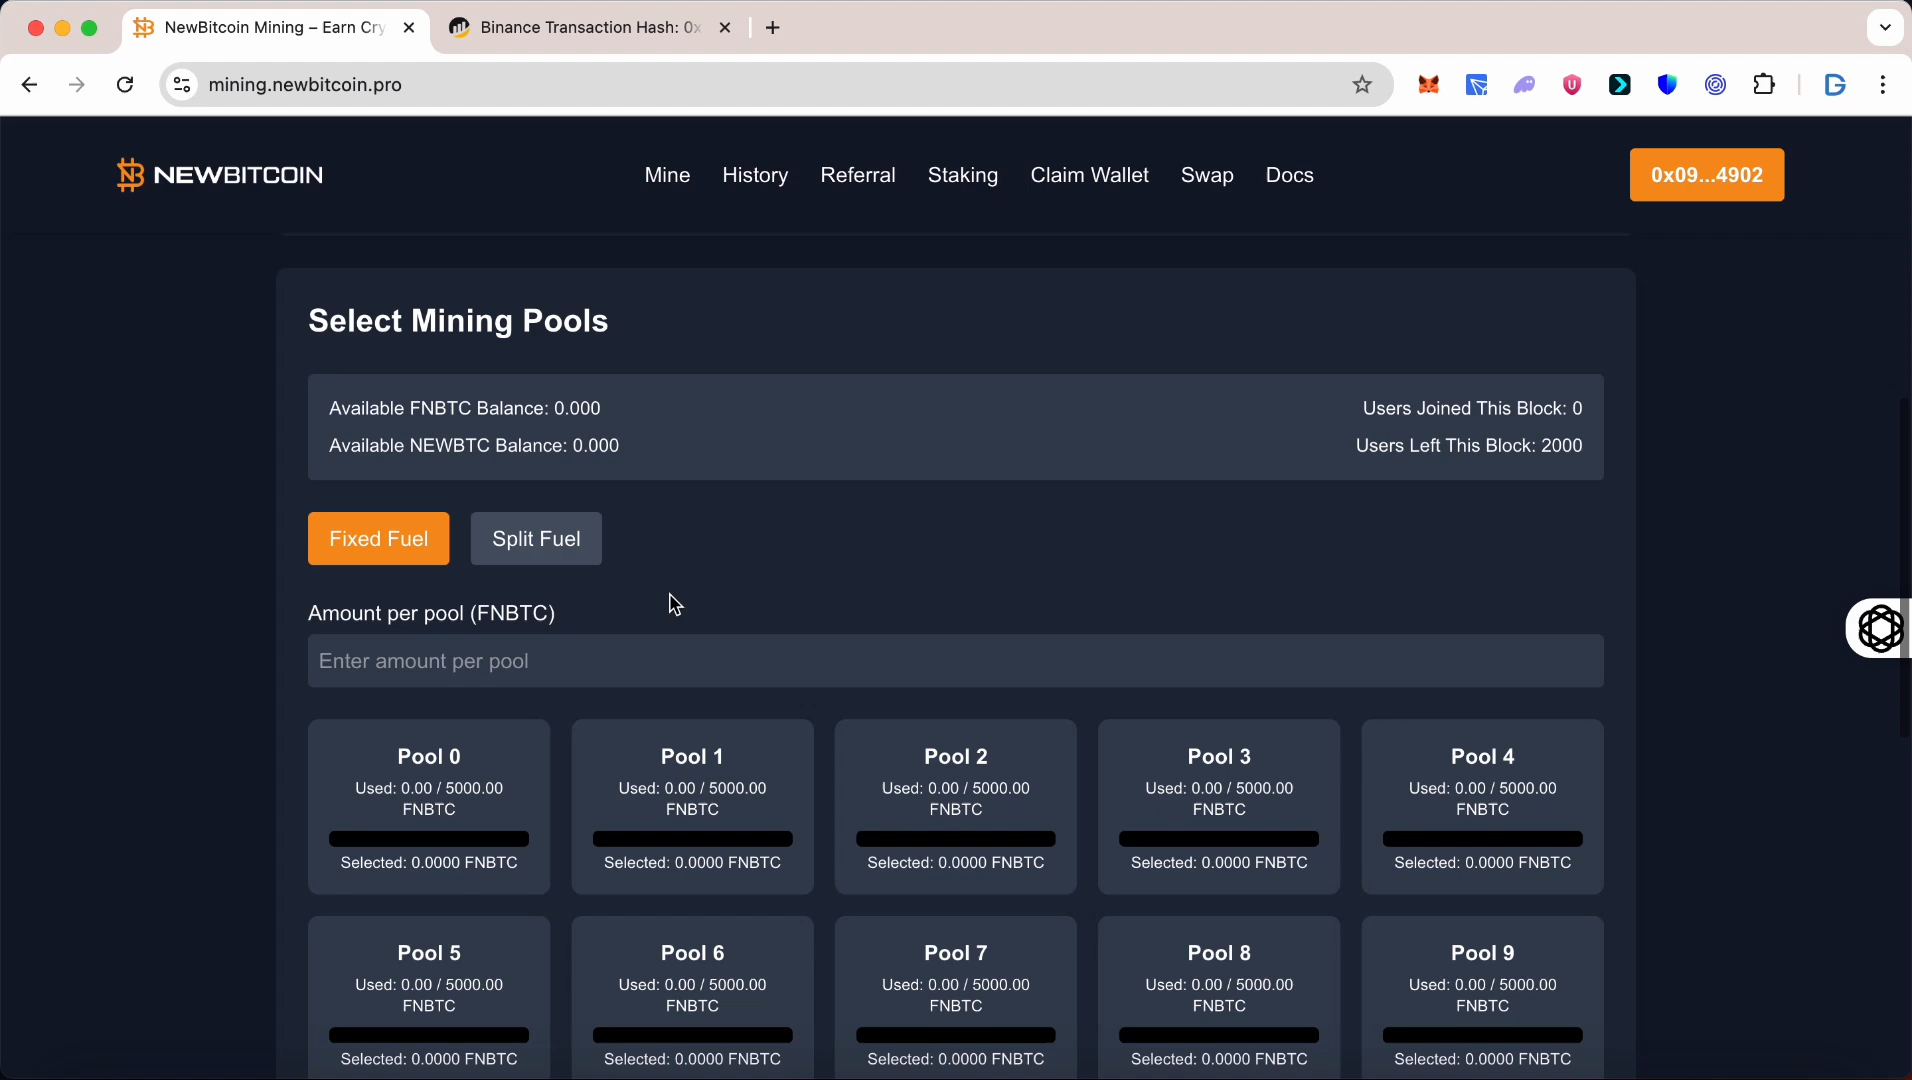 NewBitcoin Mining – Earn Cry
Binance Transaction Hash: 0x
mining.newbitcoin.pro
NEWBITCOIN
Mine
History
Referral
Staking
Claim Wallet
Swap
Docs
0x09...4902
Select Mining Pools
Available FNBTC Balance: 0.000
Users Joined This Block: 0
Available NEWBTC Balance: 0.000
Users Left This Block: 2000
Fixed Fuel
Split Fuel
Amount per pool (FNBTC)
Enter amount per pool
Pool 0
Used: 0.00 / 5000.00
FNBTC
Selected: 0.0000 FNBTC
Pool 1
Used: 0.00 / 5000.00
FNBTC
Selected: 0.0000 FNBTC
Pool 2
Used: 0.00 / 5000.00
FNBTC
Selected: 0.0000 FNBTC
Pool 3
Used: 0.00 / 5000.00
FNBTC
Selected: 0.0000 FNBTC
Pool 4
Used: 0.00 / 5000.00
FNBTC
Selected: 0.0000 FNBTC
Pool 5
Used: 0.00 / 5000.00
FNBTC
Selected: 0.0000 FNBTC
Pool 6
Used: 0.00 / 5000.00
FNBTC
Selected: 0.0000 FNBTC
Pool 7
Used: 0.00 / 5000.00
FNBTC
Selected: 0.0000 FNBTC
Pool 8
Used: 0.00 / 5000.00
FNBTC
Selected: 0.0000 FNBTC
Pool 9
Used: 0.00 / 5000.00
FNBTC
Selected: 0.0000 FNBTC